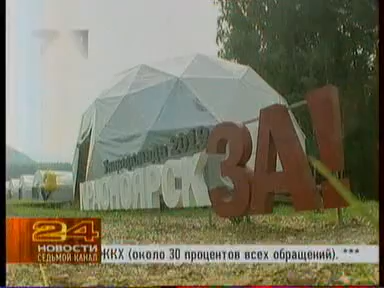 Универсиада 2019
КРАСНОЯРСК ЗА!
24
НОВОСТИ
СЕДЬМОЙ КАНАЛ
ЖКХ (около 30 процентов всех обращений). ***